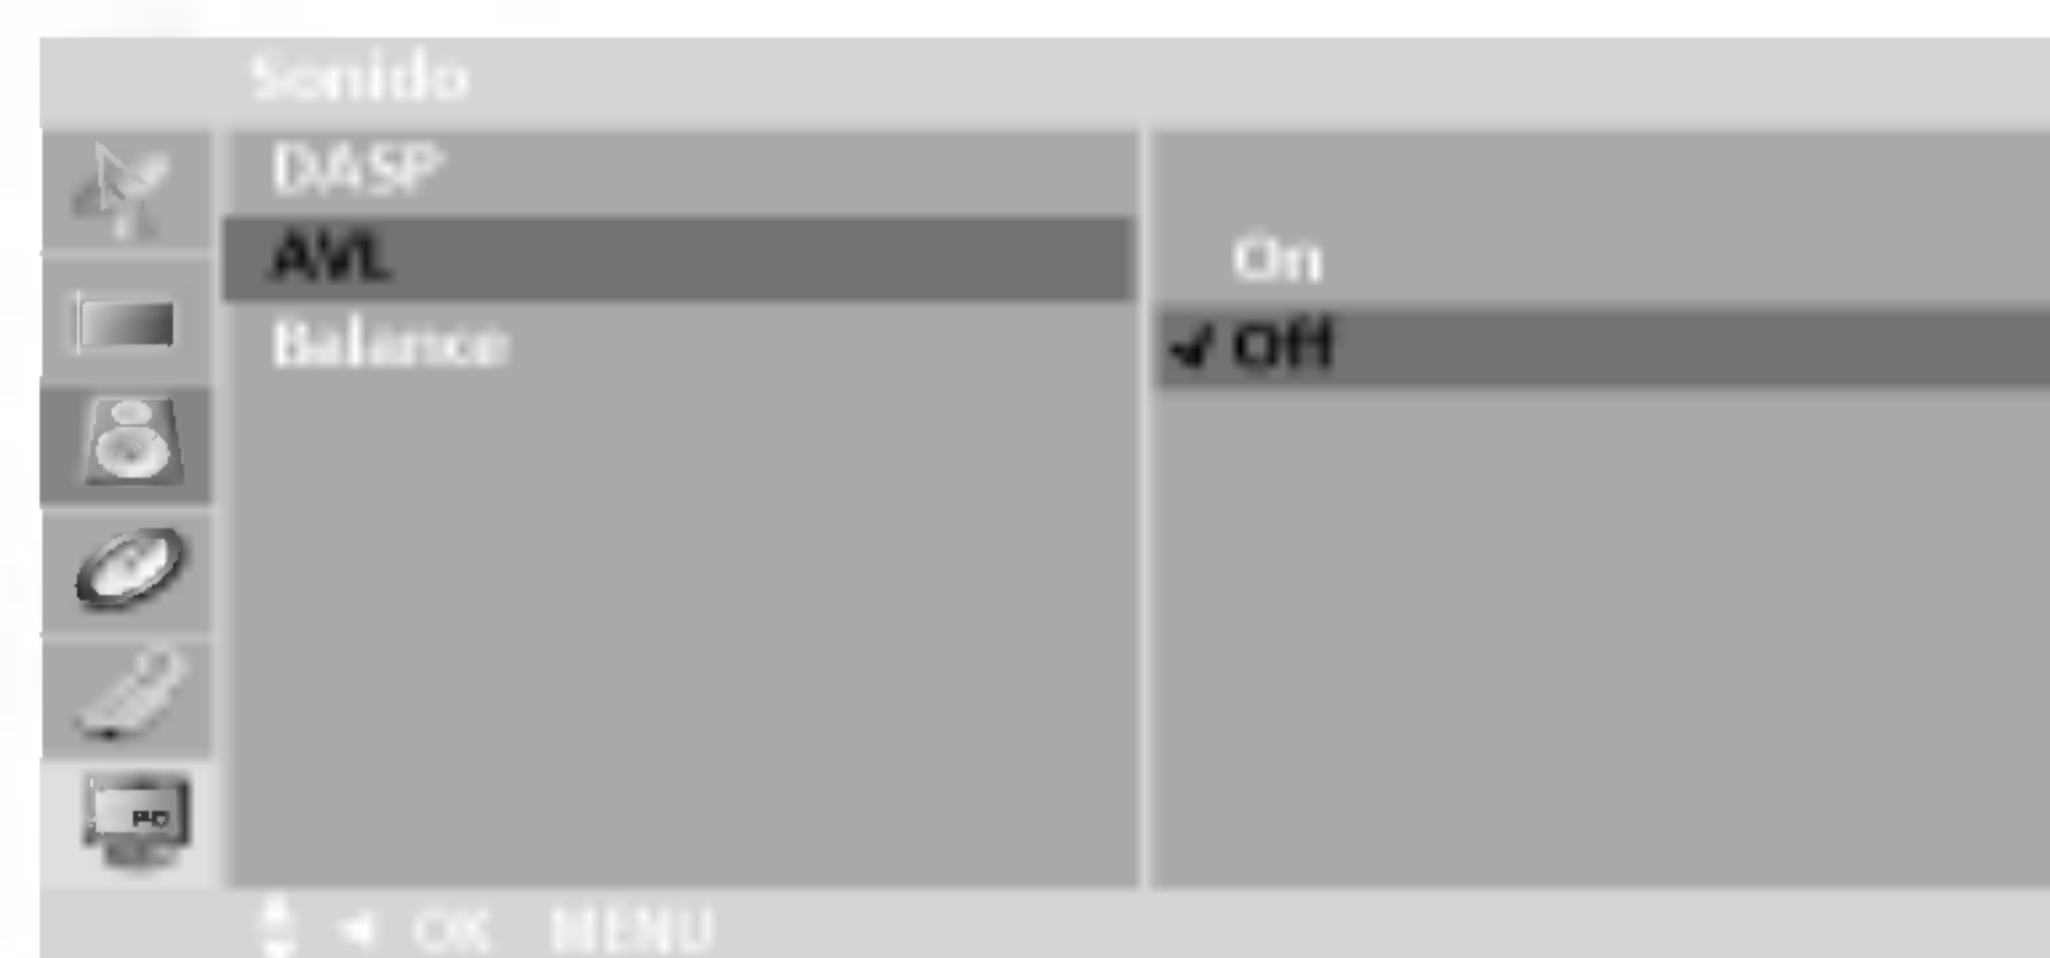 Sonido
DASP
AVL
On
Balance
✔ Off
OK MENU